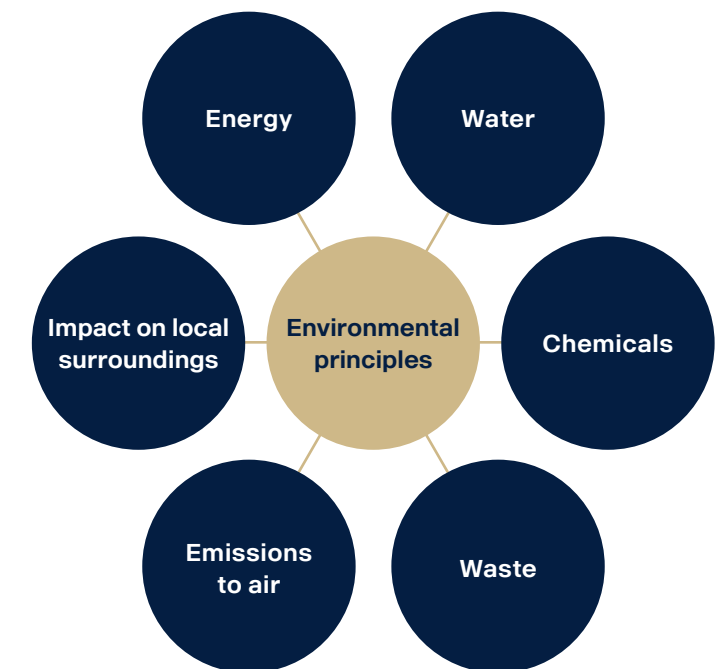 Energy
Water
Impact on local
surroundings
Environmental
principles
Chemicals
Emissions
to air
Waste